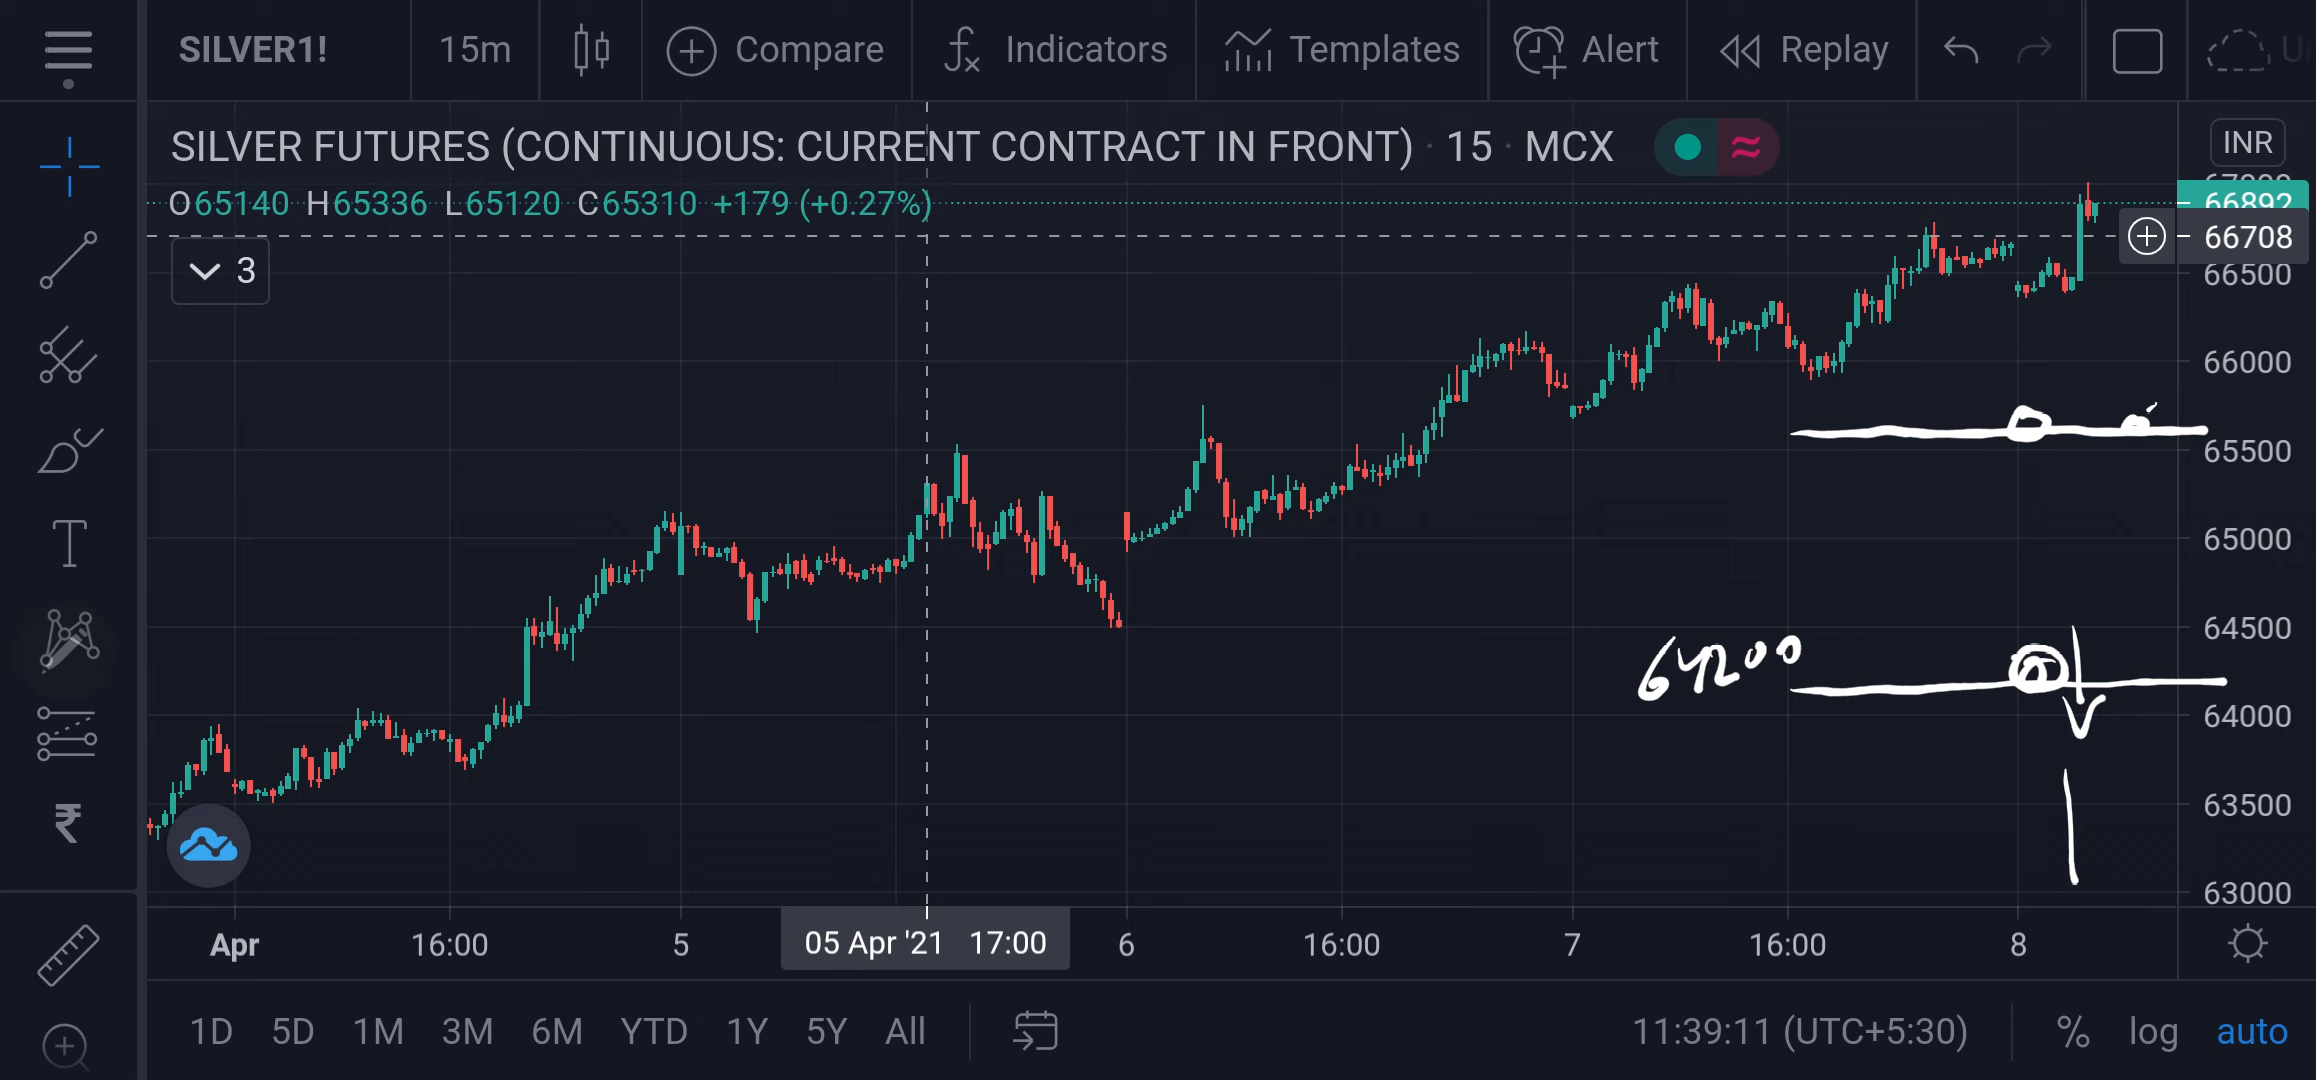 SILVER1! 15m Compare Indicators Templates Alert Replay
SILVER FUTURES (CONTINUOUS: CURRENT CONTRACT IN FRONT) · 15 · MCX
INR
O65140 H65336 L65120 C65310 +179 (+0.27%)
66892
66708
3
66500
66000
65500
65000
64500
64200
64000
63500
63000
Apr 16:00 5 05 Apr '21 17:00 6 16:00 7 16:00 8
1D 5D 1M 3M 6M YTD 1Y 5Y All 11:39:11 (UTC+5:30) % log auto